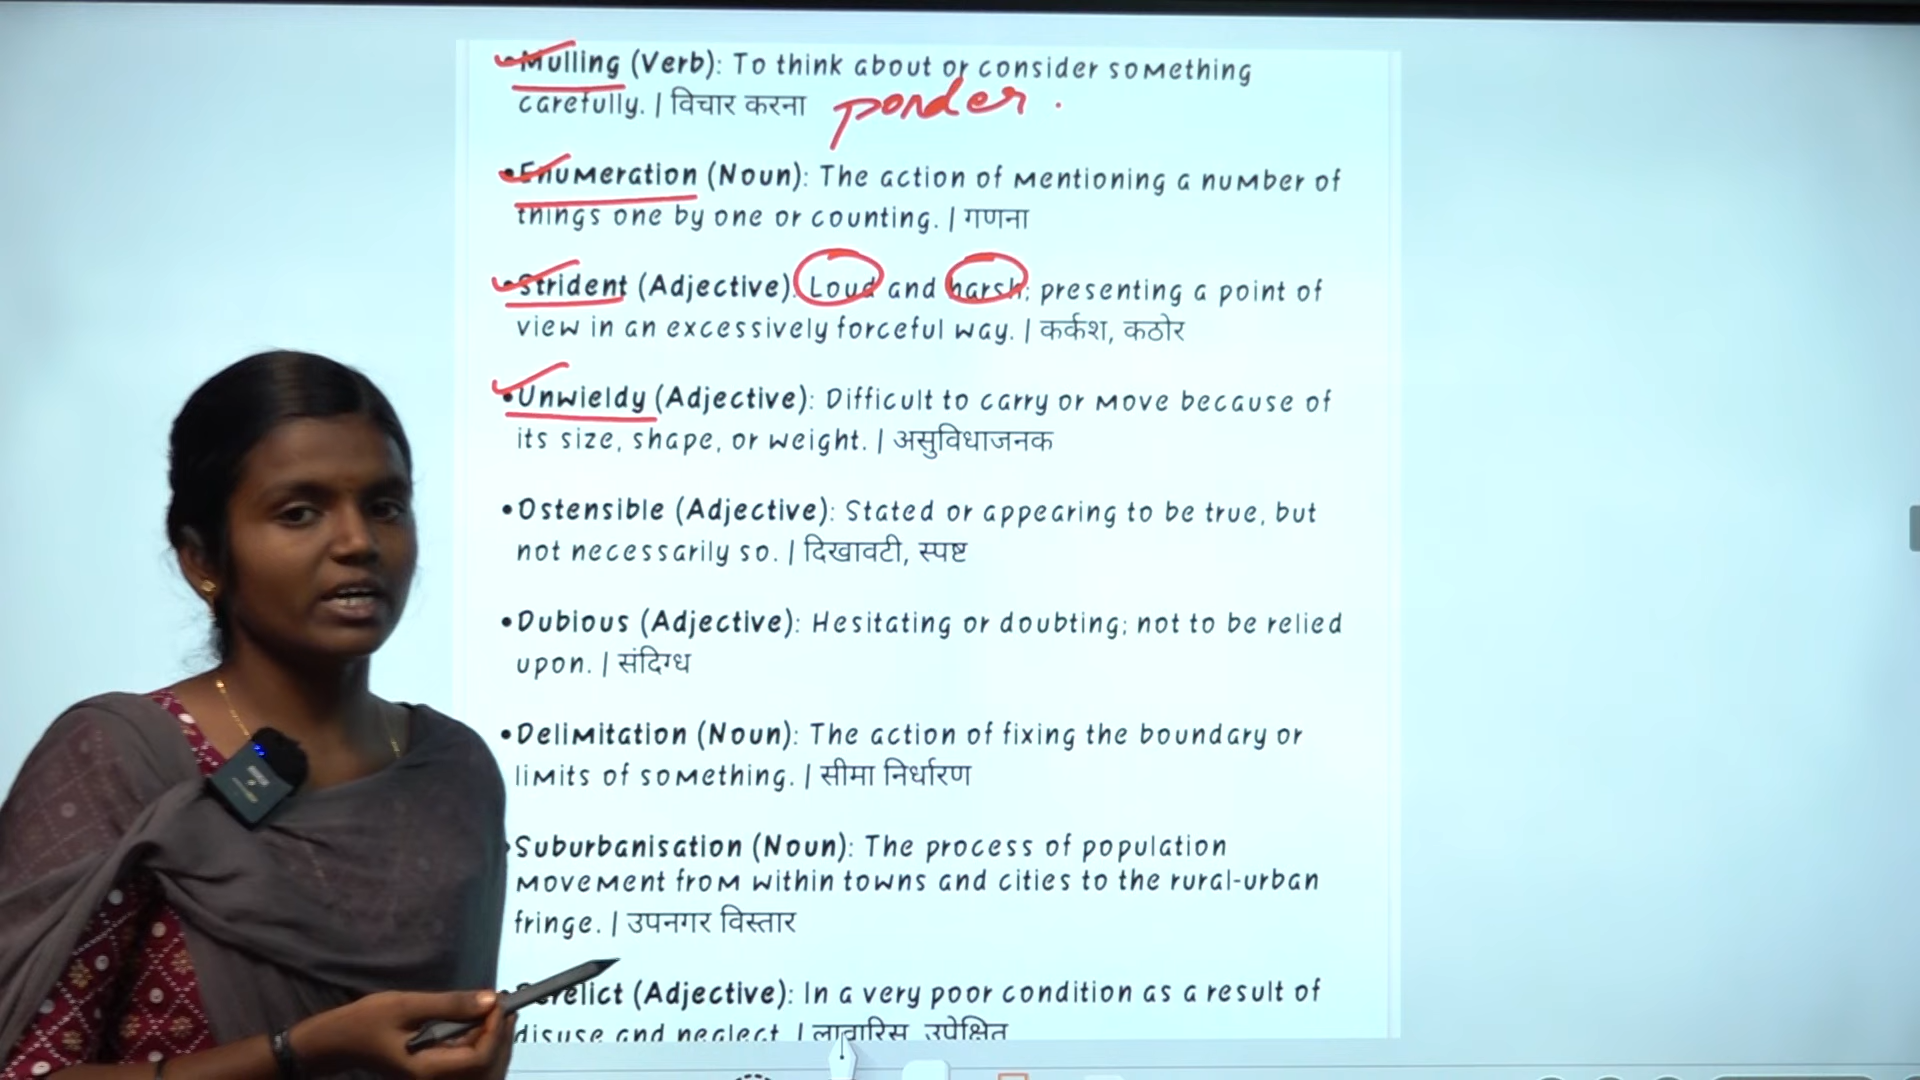 •Mulling (Verb): To think about or consider something
carefully. | विचार करना ponder.
•Enumeration (Noun): The action of mentioning a number of
things one by one or counting. | गणना
•Strident (Adjective): Loud and harsh; presenting a point of
view in an excessively forceful way. | कर्कश, कठोर
•Unwieldy (Adjective): Difficult to carry or move because of
its size, shape, or weight. | असुविधाजनक
•Ostensible (Adjective): Stated or appearing to be true, but
not necessarily so. | दिखावटी, स्पष्ट
•Dubious (Adjective): Hesitating or doubting; not to be relied
upon. | संदिग्ध
•Delimitation (Noun): The action of fixing the boundary or
limits of something. | सीमा निर्धारण
•Suburbanisation (Noun): The process of population
movement from within towns and cities to the rural-urban
fringe. | उपनगर विस्तार
•Derelict (Adjective): In a very poor condition as a result of
disuse and neglect. | लावारिस, उपेक्षित